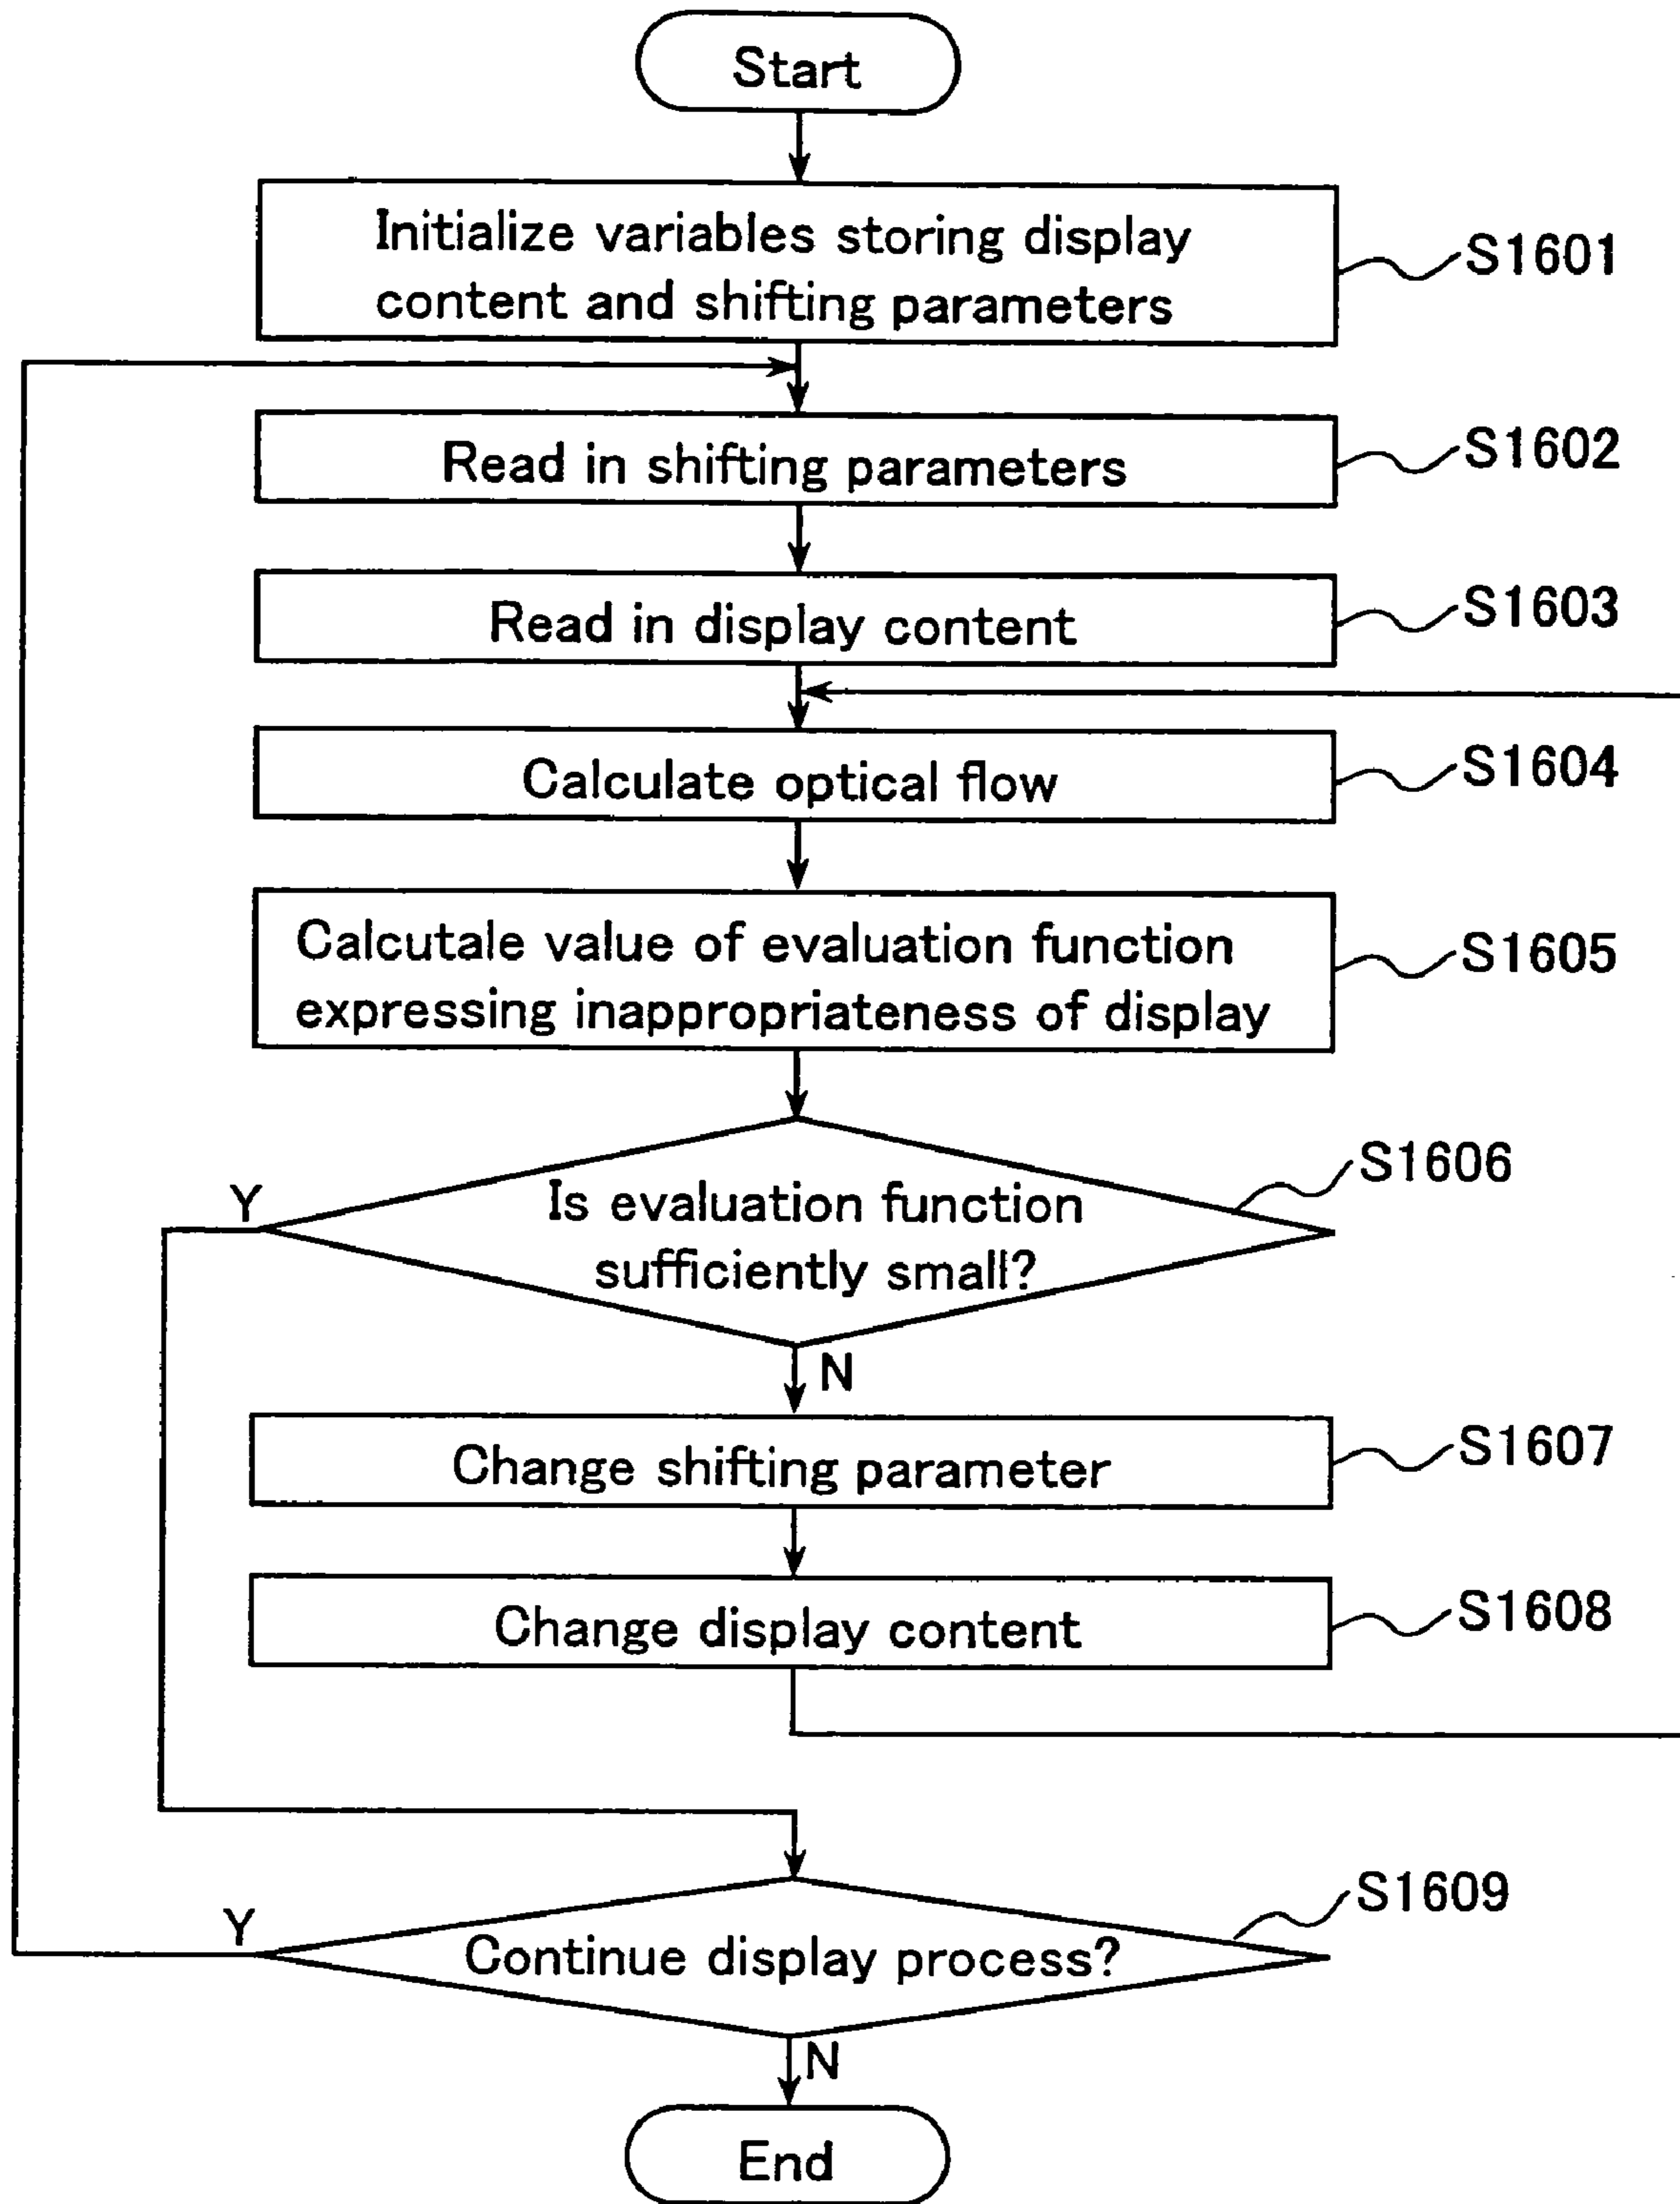 Start
Initialize variables storing display
content and shifting parameters
S1601
Read in shifting parameters
S1602
Read in display content
S1603
Calculate optical flow
S1604
Calcutale value of evaluation function
expressing inappropriateness of display
S1605
Is evaluation function
sufficiently small?
S1606
Y
N
Change shifting parameter
S1607
Change display content
S1608
Continue display process?
S1609
Y
N
End